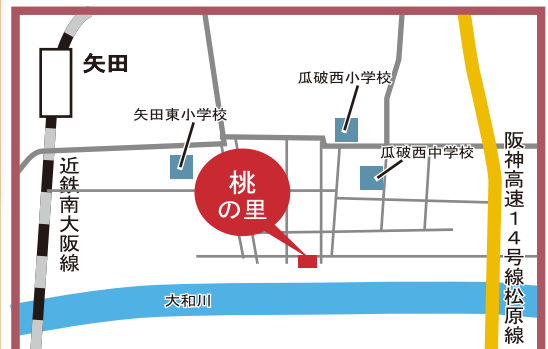 矢田
瓜破西小学校
矢田東小学校
瓜破西中学校
桃
の里
近鉄南大阪線
阪神高速14号線松原線
大和川